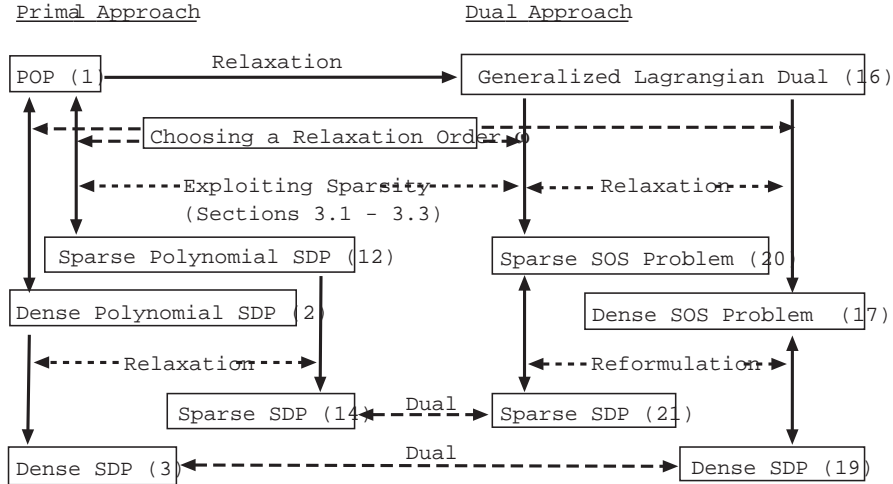 Primal Approach
Dual Approach
POP (1)
Relaxation
Generalized Lagrangian Dual (16)
Choosing a Relaxation Order ω
Exploiting Sparsity
(Sections 3.1 - 3.3)
Relaxation
Sparse Polynomial SDP (12)
Sparse SOS Problem (20)
Dense Polynomial SDP (2)
Dense SOS Problem (17)
Relaxation
Reformulation
Sparse SDP (14)
Dual
Sparse SDP (21)
Dense SDP (3)
Dual
Dense SDP (19)